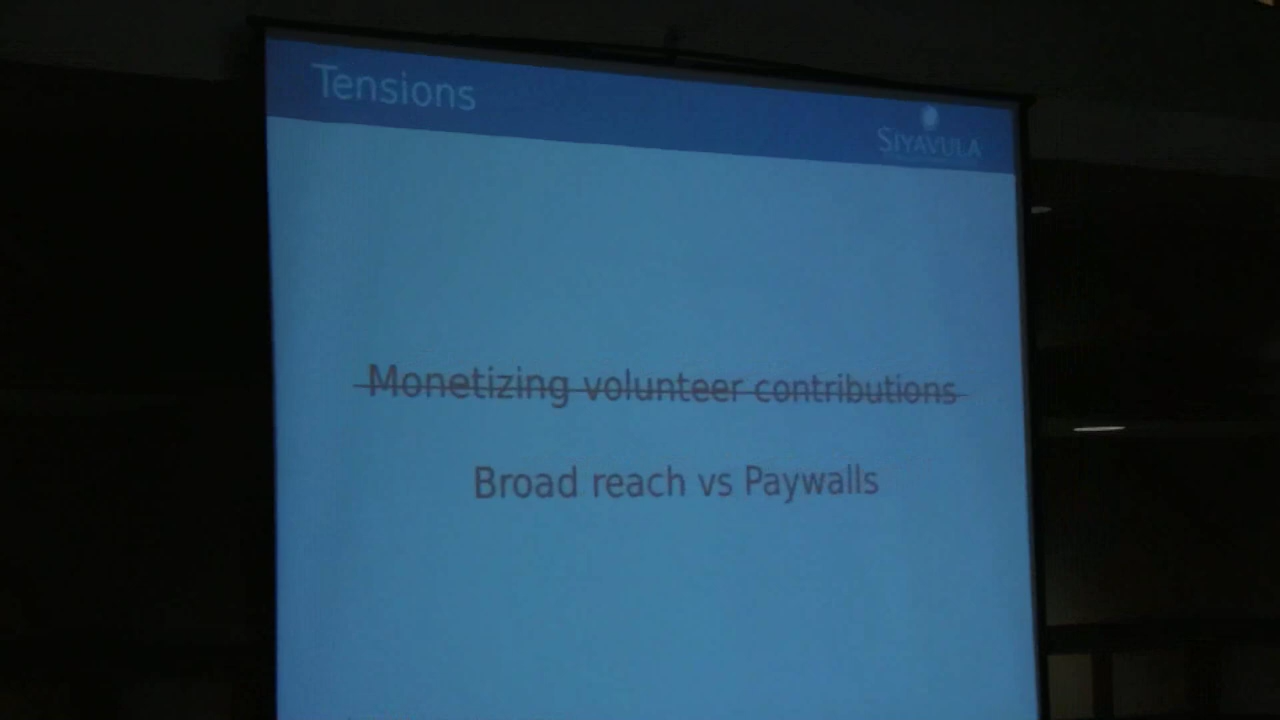 Tensions
SIYAVULA
Monetizing volunteer contributions
Broad reach vs Paywalls